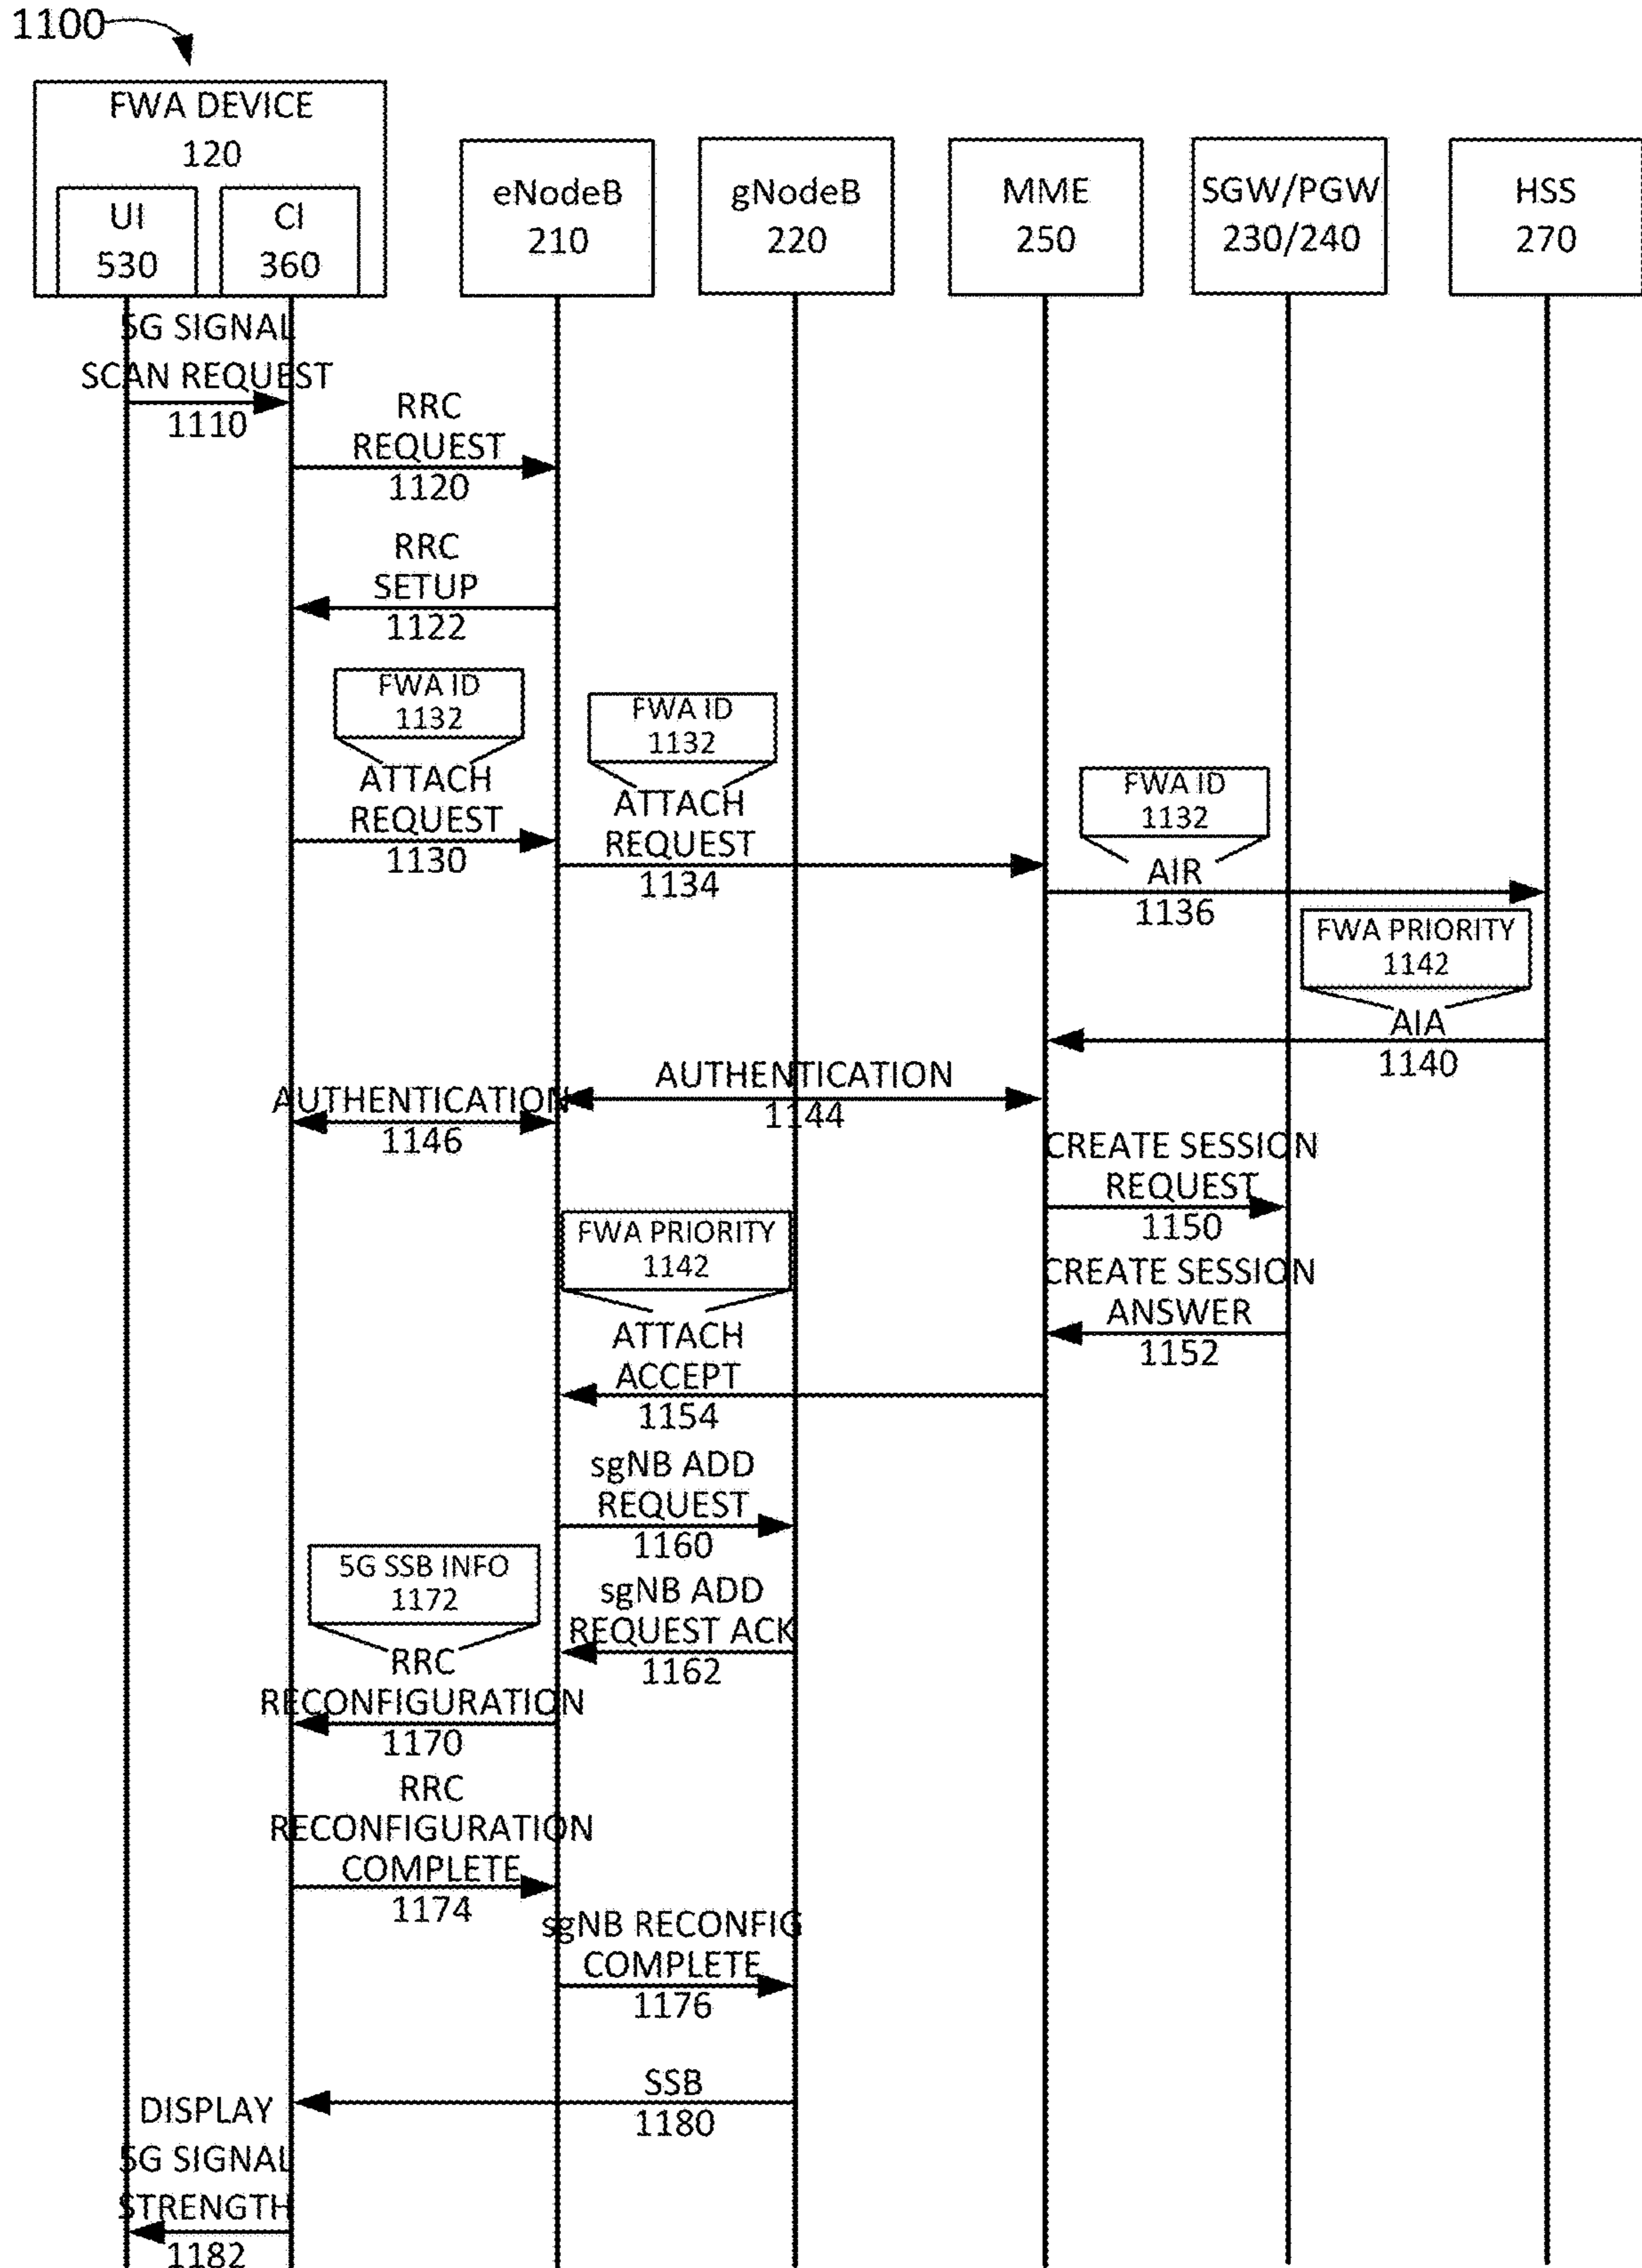 1100
FWA DEVICE
120
UI
530
CI
360
eNodeB
210
gNodeB
220
MME
250
SGW/PGW
230/240
HSS
270
5G SIGNAL
SCAN REQUEST
1110
RRC
REQUEST
1120
RRC
SETUP
1122
FWA ID
1132
ATTACH
REQUEST
1130
FWA ID
1132
ATTACH
REQUEST
1134
FWA ID
1132
AIR
1136
FWA PRIORITY
1142
AIA
1140
AUTHENTICATION
1144
AUTHENTICATION
1146
CREATE SESSION
REQUEST
1150
CREATE SESSION
ANSWER
1152
FWA PRIORITY
1142
ATTACH
ACCEPT
1154
sgNB ADD
REQUEST
1160
sgNB ADD
REQUEST ACK
1162
5G SSB INFO
1172
RRC
RECONFIGURATION
1170
RRC
RECONFIGURATION
COMPLETE
1174
sgNB RECONFIG
COMPLETE
1176
SSB
1180
DISPLAY
5G SIGNAL
STRENGTH
1182